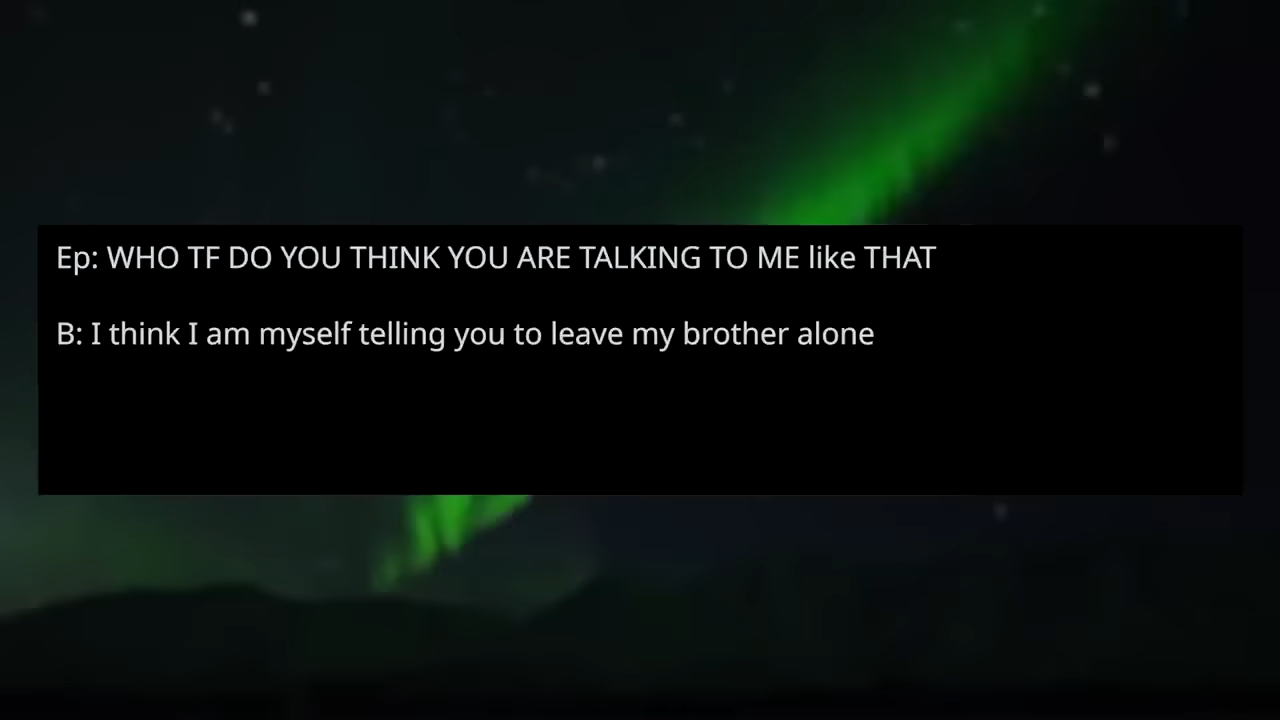 Ep: WHO TF DO YOU THINK YOU ARE TALKING TO ME like THAT
B: I think I am myself telling you to leave my brother alone